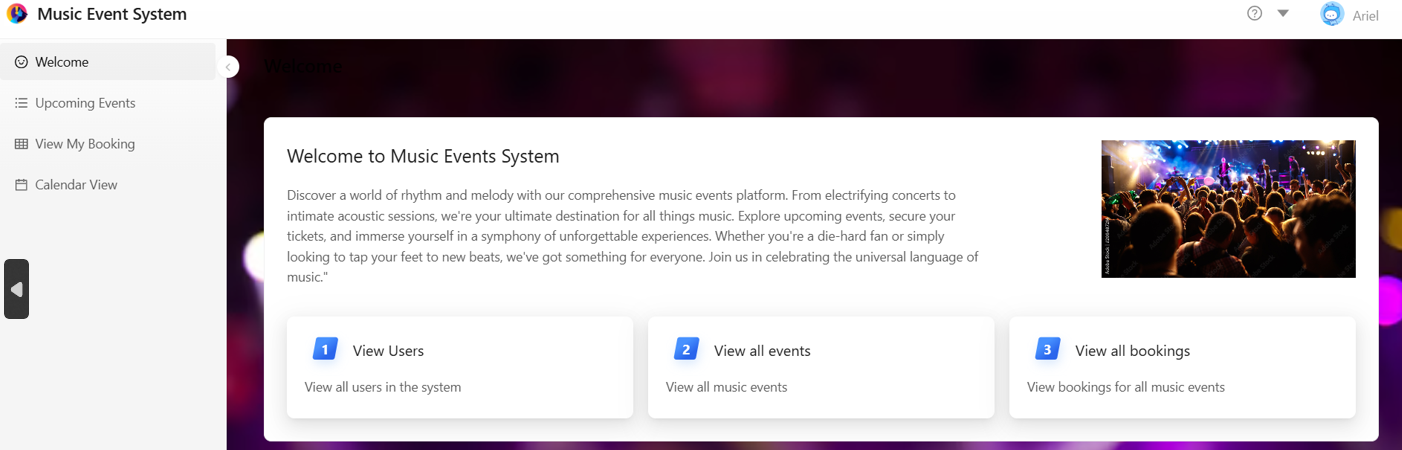 Music Event System
Ariel
Welcome
Upcoming Events
View My Booking
Calendar View
Welcome
Welcome to Music Events System
Discover a world of rhythm and melody with our comprehensive music events platform. From electrifying concerts to
intimate acoustic sessions, we're your ultimate destination for all things music. Explore upcoming events, secure your
tickets, and immerse yourself in a symphony of unforgettable experiences. Whether you're a die-hard fan or simply
looking to tap your feet to new beats, we've got something for everyone. Join us in celebrating the universal language of
music."
1 View Users
View all users in the system
2 View all events
View all music events
3 View all bookings
View bookings for all music events